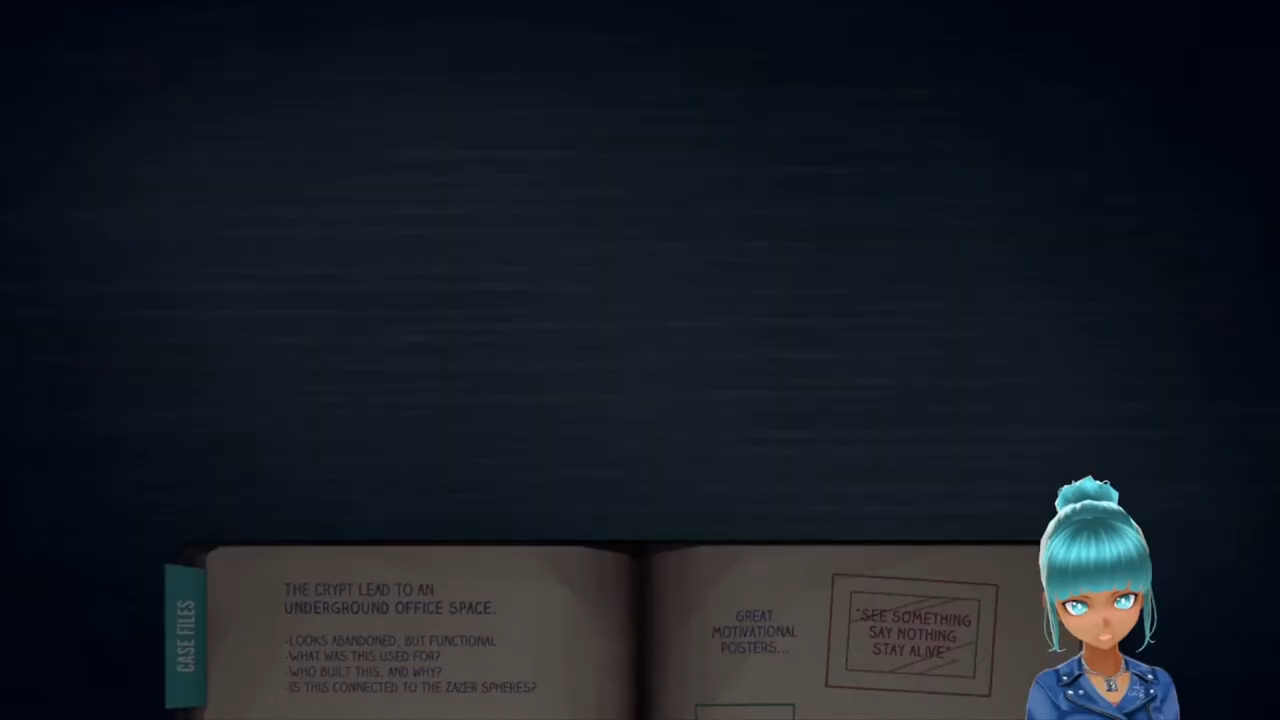 CASE FILES
THE CRYPT LEAD TO AN
UNDERGROUND OFFICE SPACE.
-LOOKS ABANDONED, BUT FUNCTIONAL
-WHAT WAS THIS USED FOR?
-WHO BUILT THIS, AND WHY?
-IS THIS CONNECTED TO THE ZAZER SPHERES?
GREAT
MOTIVATIONAL
POSTERS...
"SEE SOMETHING
SAY NOTHING
STAY ALIVE"